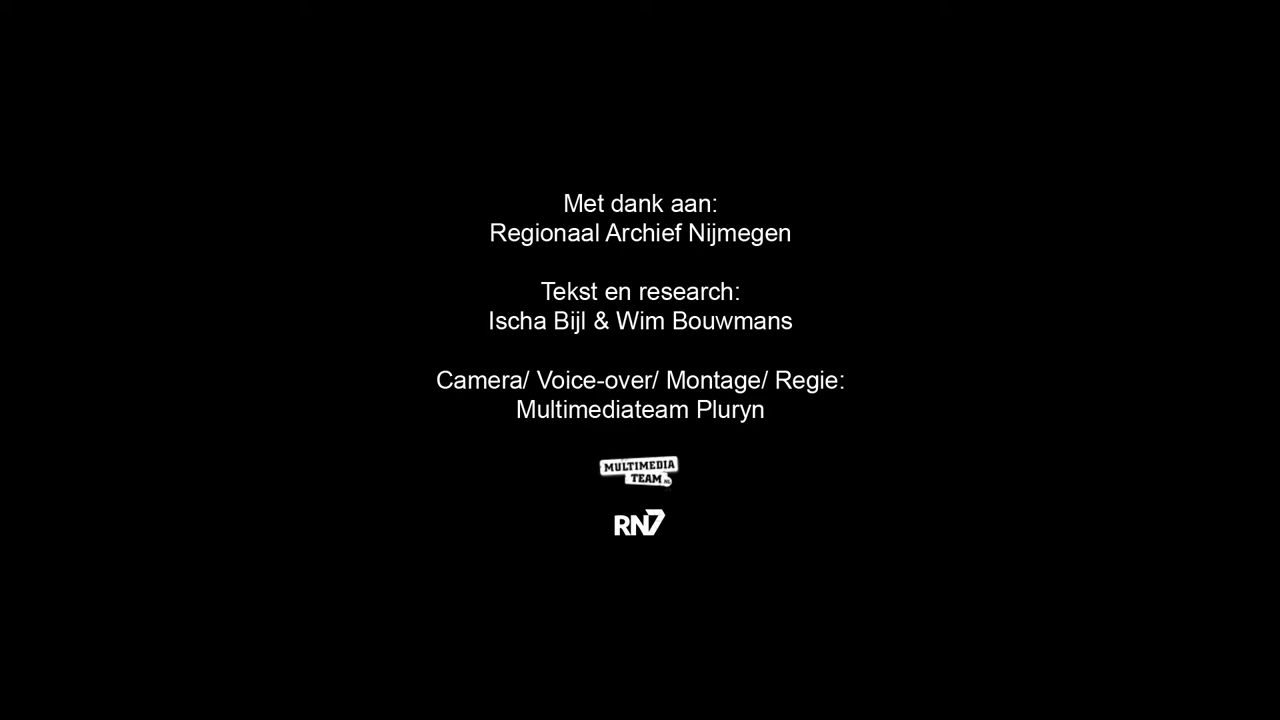 Met dank aan:
Regionaal Archief Nijmegen
Tekst en research:
Ischa Bijl & Wim Bouwmans
Camera/ Voice-over/ Montage/ Regie:
Multimediateam Pluryn
MULTIMEDIA
TEAM.NL
RN7